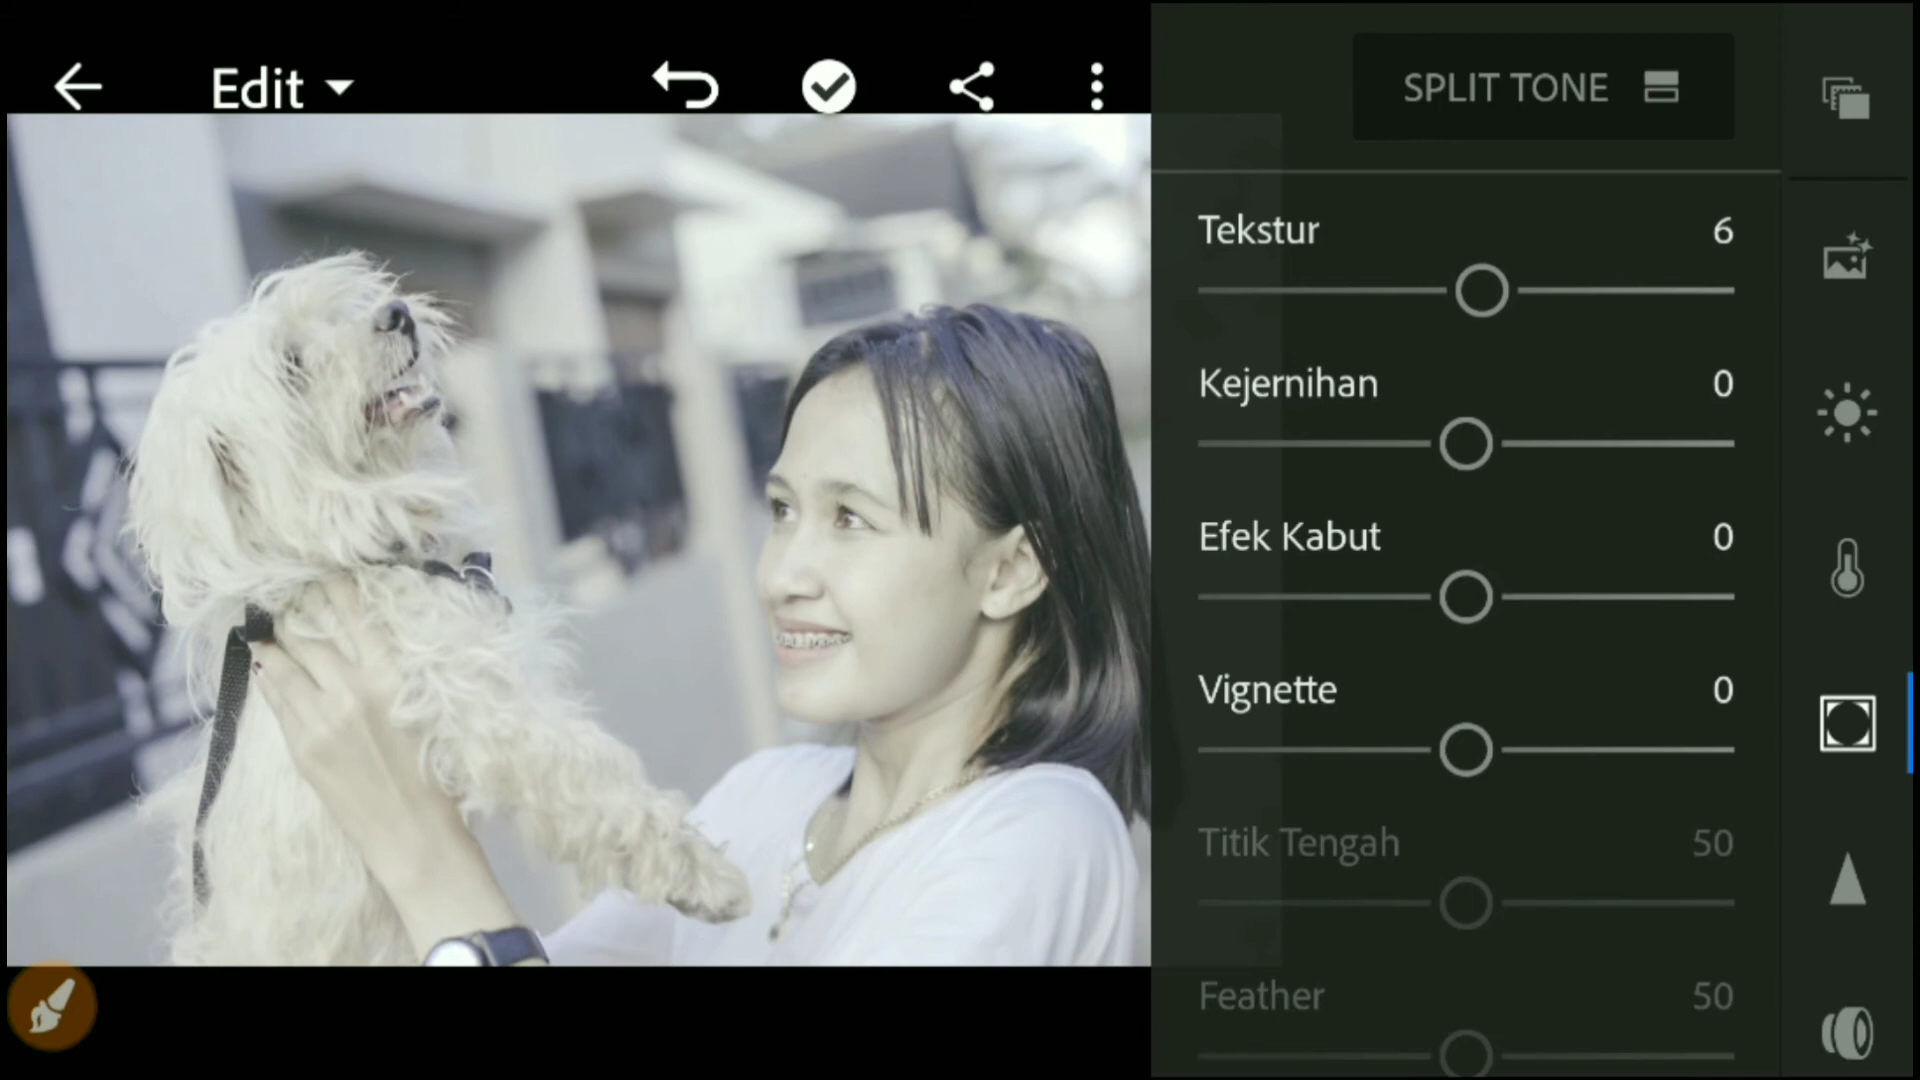 Edit
SPLIT TONE
Tekstur 6
Kejernihan 0
Efek Kabut 0
Vignette 0
Titik Tengah 50
Feather 50